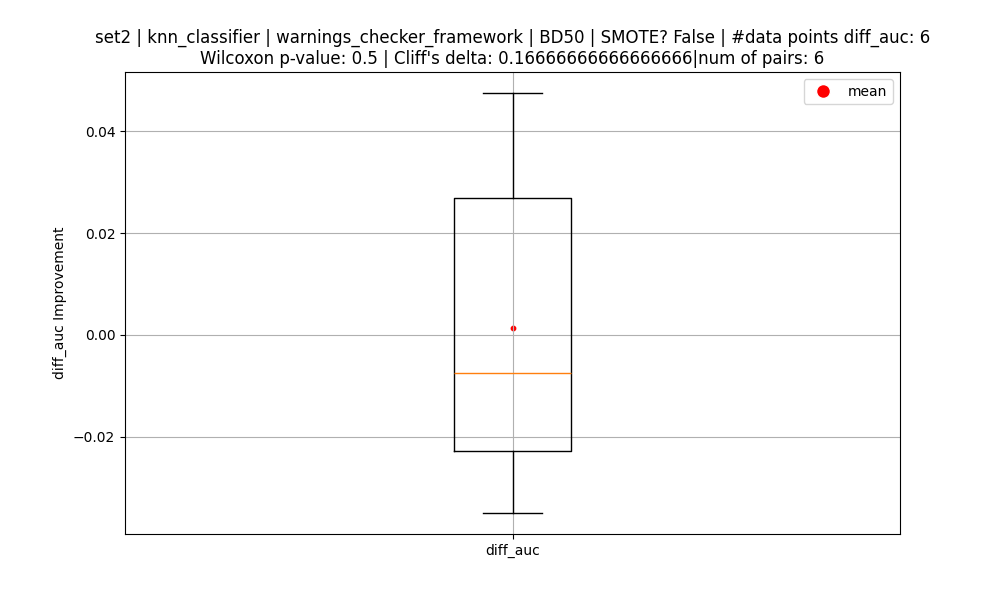 set2 | knn_classifier | warnings_checker_framework | BD50 | SMOTE? False | #data points diff_auc: 6
Wilcoxon p-value: 0.5 | Cliff's delta: 0.16666666666666666|num of pairs: 6
mean
0.04
0.02
0.00
−0.02
diff_auc Improvement
diff_auc